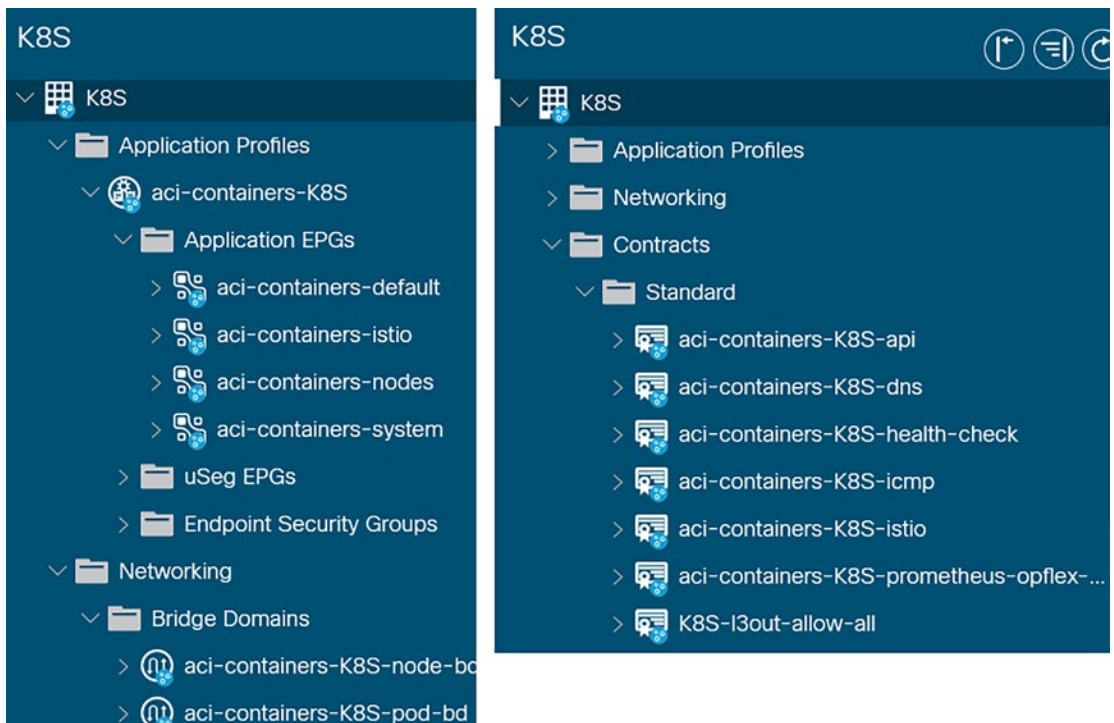 K8S
K8S
Application Profiles
aci-containers-K8S
Application EPGs
aci-containers-default
aci-containers-istio
aci-containers-nodes
aci-containers-system
uSeg EPGs
Endpoint Security Groups
Networking
Bridge Domains
aci-containers-K8S-node-bd
aci-containers-K8S-pod-bd
K8S
K8S
Application Profiles
Networking
Contracts
Standard
aci-containers-K8S-api
aci-containers-K8S-dns
aci-containers-K8S-health-check
aci-containers-K8S-icmp
aci-containers-K8S-istio
aci-containers-K8S-prometheus-opflex-...
K8S-l3out-allow-all